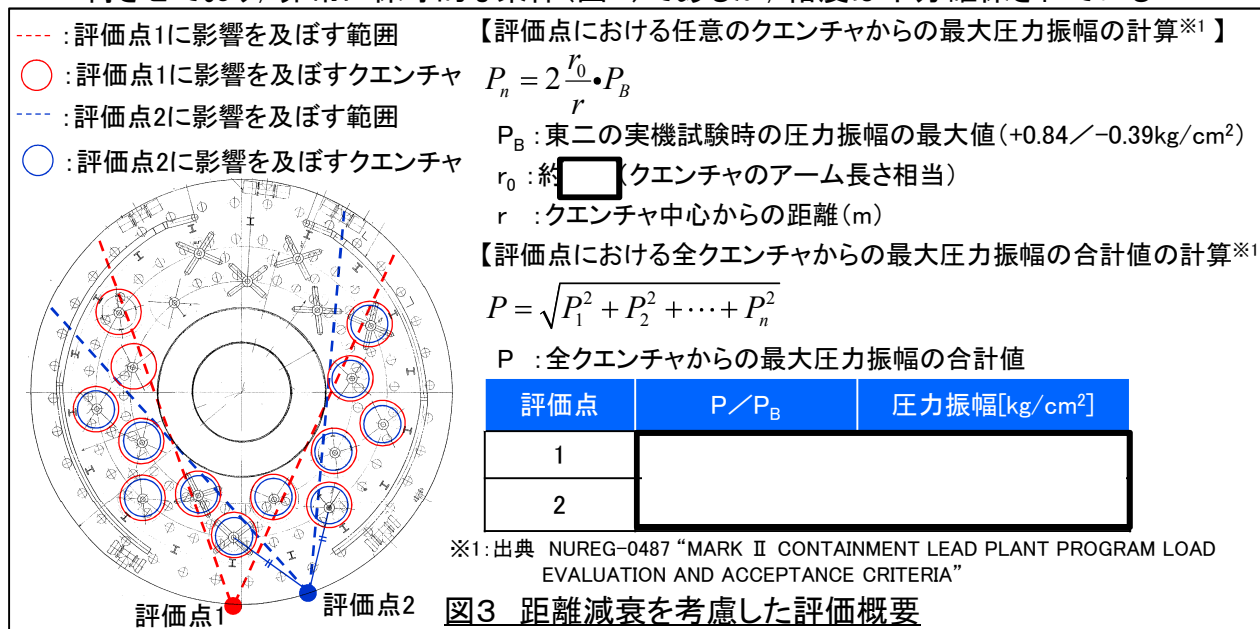 ---- :評価点1に影響を及ぼす範囲
○ :評価点1に影響を及ぼすクエンチャ
---- :評価点2に影響を及ぼす範囲
○ :評価点2に影響を及ぼすクエンチャ
評価点1
評価点2
【評価点における任意のクエンチャからの最大圧力振幅の計算※1 】
P_n = 2 r_0/r • P_B
P_B :東二の実機試験時の圧力振幅の最大値(+0.84/-0.39kg/cm²)
r_0 :約 (クエンチャのアーム長さ相当)
r :クエンチャ中心からの距離(m)
【評価点における全クエンチャからの最大圧力振幅の合計値の計算※1
P = √(P_1² + P_2² + ⋯ + P_n²)
P :全クエンチャからの最大圧力振幅の合計値
評価点 P/P_B 圧力振幅[kg/cm²]
1
2
※1:出典 NUREG-0487 “MARK Ⅱ CONTAINMENT LEAD PLANT PROGRAM LOAD
EVALUATION AND ACCEPTANCE CRITERIA”
図3 距離減衰を考慮した評価概要